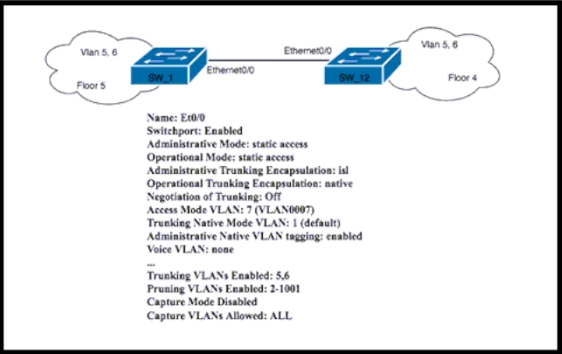 Vlan 5, 6
Floor 5
SW_1
Ethernet0/0
Ethernet0/0
SW_12
Vlan 5, 6
Floor 4
Name: Et0/0
Switchport: Enabled
Administrative Mode: static access
Operational Mode: static access
Administrative Trunking Encapsulation: isl
Operational Trunking Encapsulation: native
Negotiation of Trunking: Off
Access Mode VLAN: 7 (VLAN0007)
Trunking Native Mode VLAN: 1 (default)
Administrative Native VLAN tagging: enabled
Voice VLAN: none
...
Trunking VLANs Enabled: 5,6
Pruning VLANs Enabled: 2-1001
Capture Mode Disabled
Capture VLANs Allowed: ALL